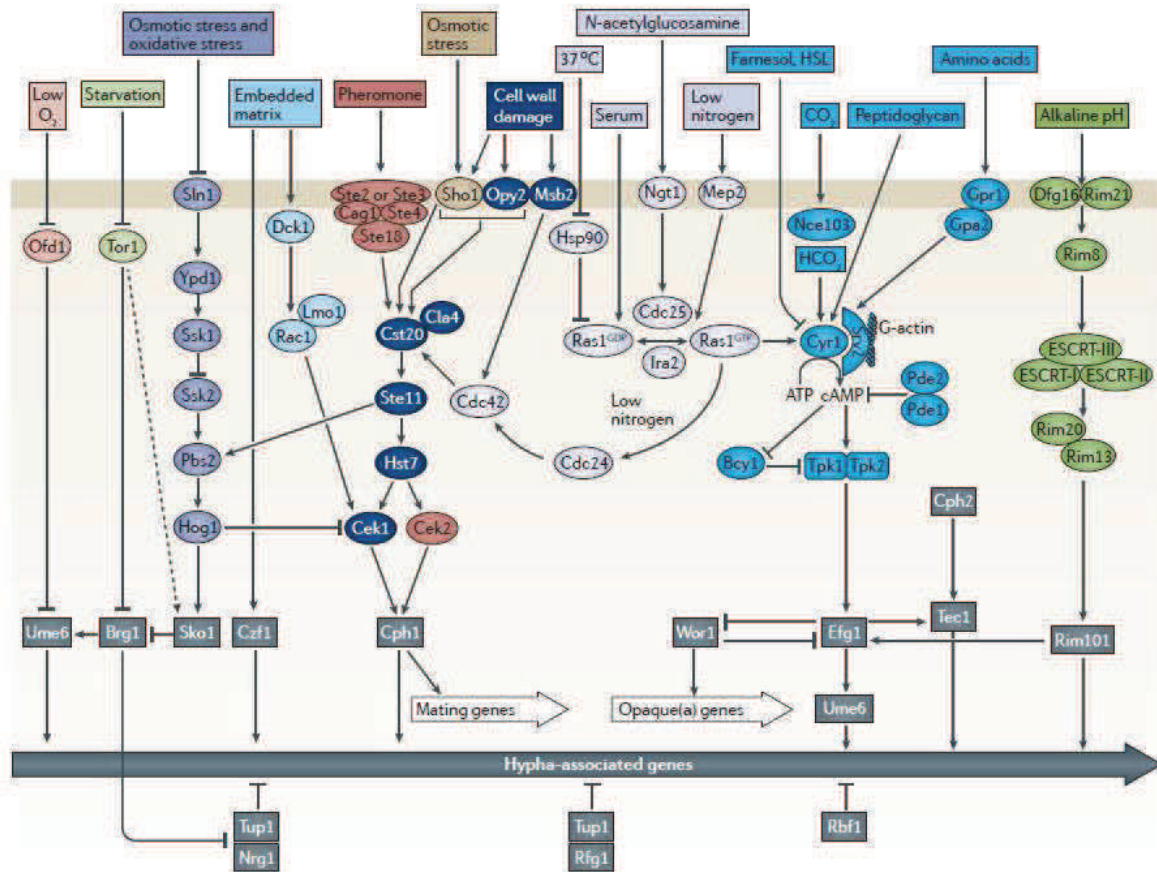 Osmotic stress and
oxidative stress
Osmotic
stress
N-acetylglucosamine
37 °C
Farnesol, HSL
Amino acids
Low
O2
Starvation
Embedded
matrix
Pheromone
Cell wall
damage
Serum
Low
nitrogen
CO2
Peptidoglycan
Alkaline pH
Sln1
Ste2 or Ste3
Cag1
Ste4
Ste18
Sho1
Opy2
Msb2
Ngt1
Mep2
Gpr1
Gpa2
Dfg16
Rim21
Ofd1
Tor1
Dck1
Hsp90
Nce103
HCO2
Rim8
Ypd1
Lmo1
Rac1
Ssk1
Cla4
Cst20
Cdc25
Ras1GDP
Ira2
Ras1GTP
Cyr1
Srv2
G-actin
ESCRT-III
ESCRT-I
ESCRT-II
Ssk2
Ste11
Cdc42
Low
nitrogen
ATP
cAMP
Pde2
Pde1
Rim20
Rim13
Pbs2
Hst7
Cdc24
Bcy1
Tpk1
Tpk2
Hog1
Cek1
Cek2
Cph2
Ume6
Brg1
Sko1
Czf1
Cph1
Wor1
Efg1
Tec1
Rim101
Mating genes
Opaque(a) genes
Ume6
Hypha-associated genes
Tup1
Nrg1
Tup1
Rfg1
Rbf1